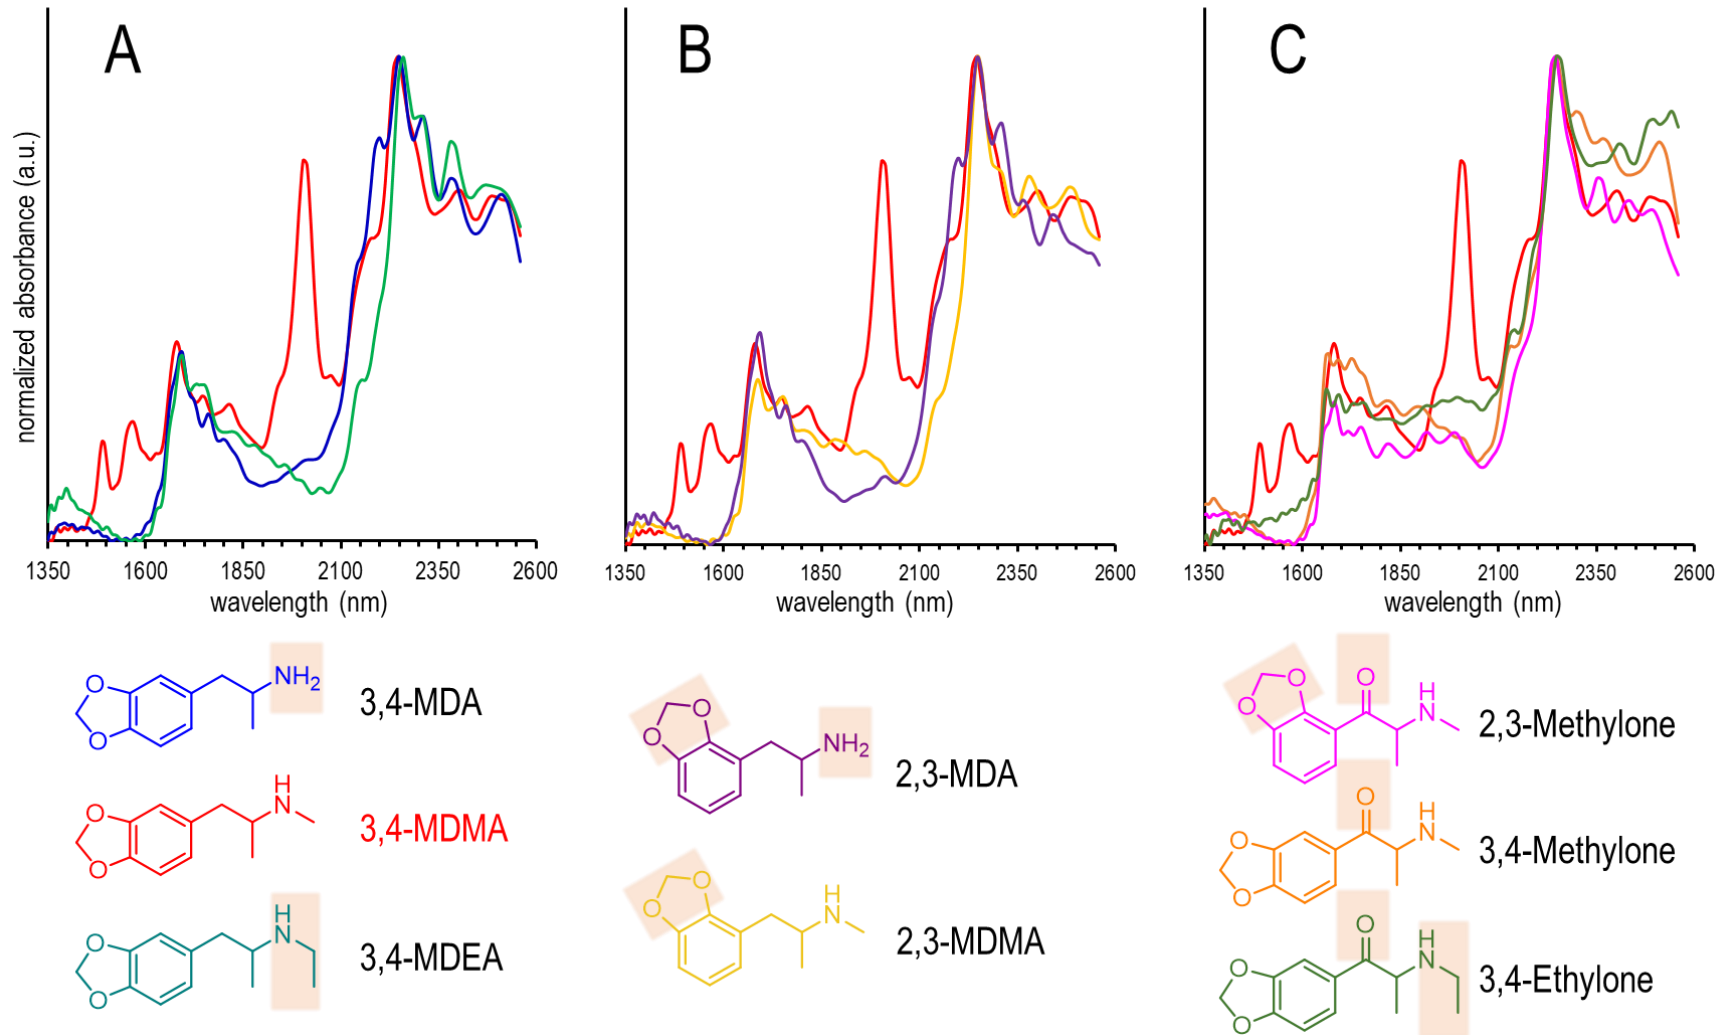 A
B
C
normalized absorbance (a.u.)
1350 1600 1850 2100 2350 2600
1350 1600 1850 2100 2350 2600
1350 1600 1850 2100 2350 2600
wavelength (nm)
wavelength (nm)
wavelength (nm)
O
O
NH2
3,4-MDA
O
O
H
N
3,4-MDMA
O
O
H
N
3,4-MDEA
O
O
NH2
2,3-MDA
O
O
H
N
2,3-MDMA
O
O
O
H
N
2,3-Methylone
O
O
O
H
N
3,4-Methylone
O
O
O
H
N
3,4-Ethylone